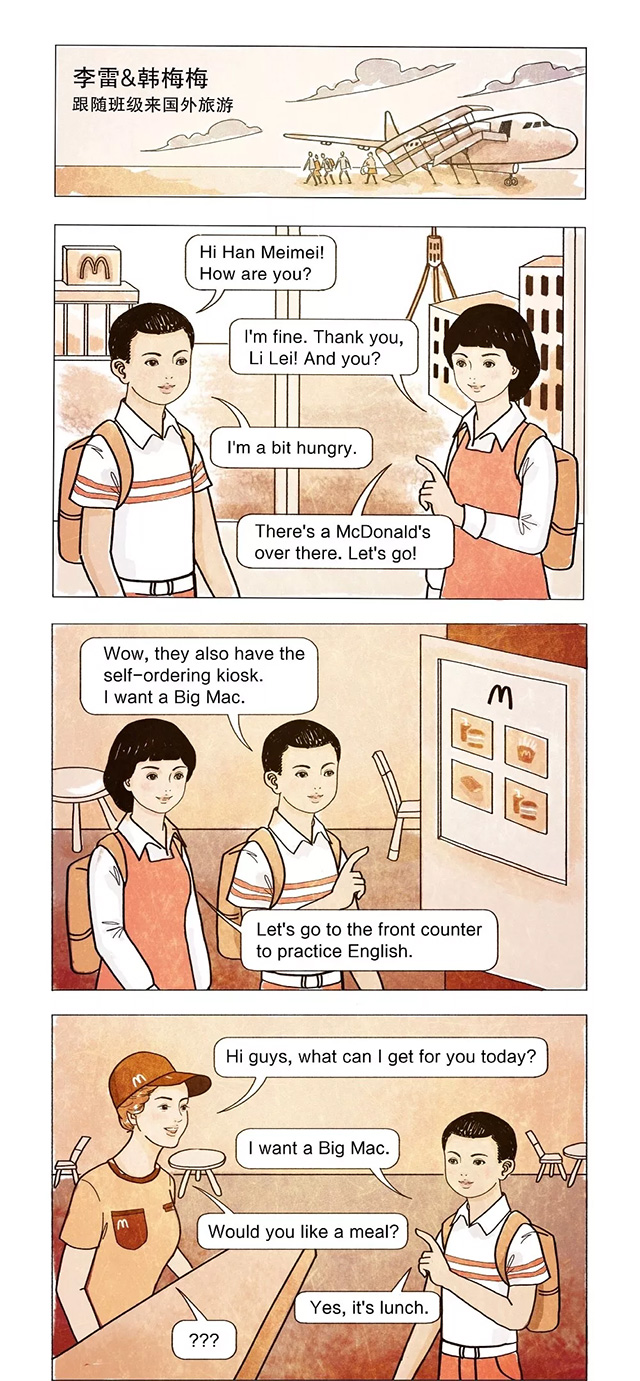 李雷&韩梅梅
跟随班级来国外旅游
Hi Han Meimei!
How are you?
I'm fine. Thank you,
Li Lei! And you?
I'm a bit hungry.
There's a McDonald's
over there. Let's go!
Wow, they also have the
self-ordering kiosk.
I want a Big Mac.
Let's go to the front counter
to practice English.
Hi guys, what can I get for you today?
I want a Big Mac.
Would you like a meal?
Yes, it's lunch.
???